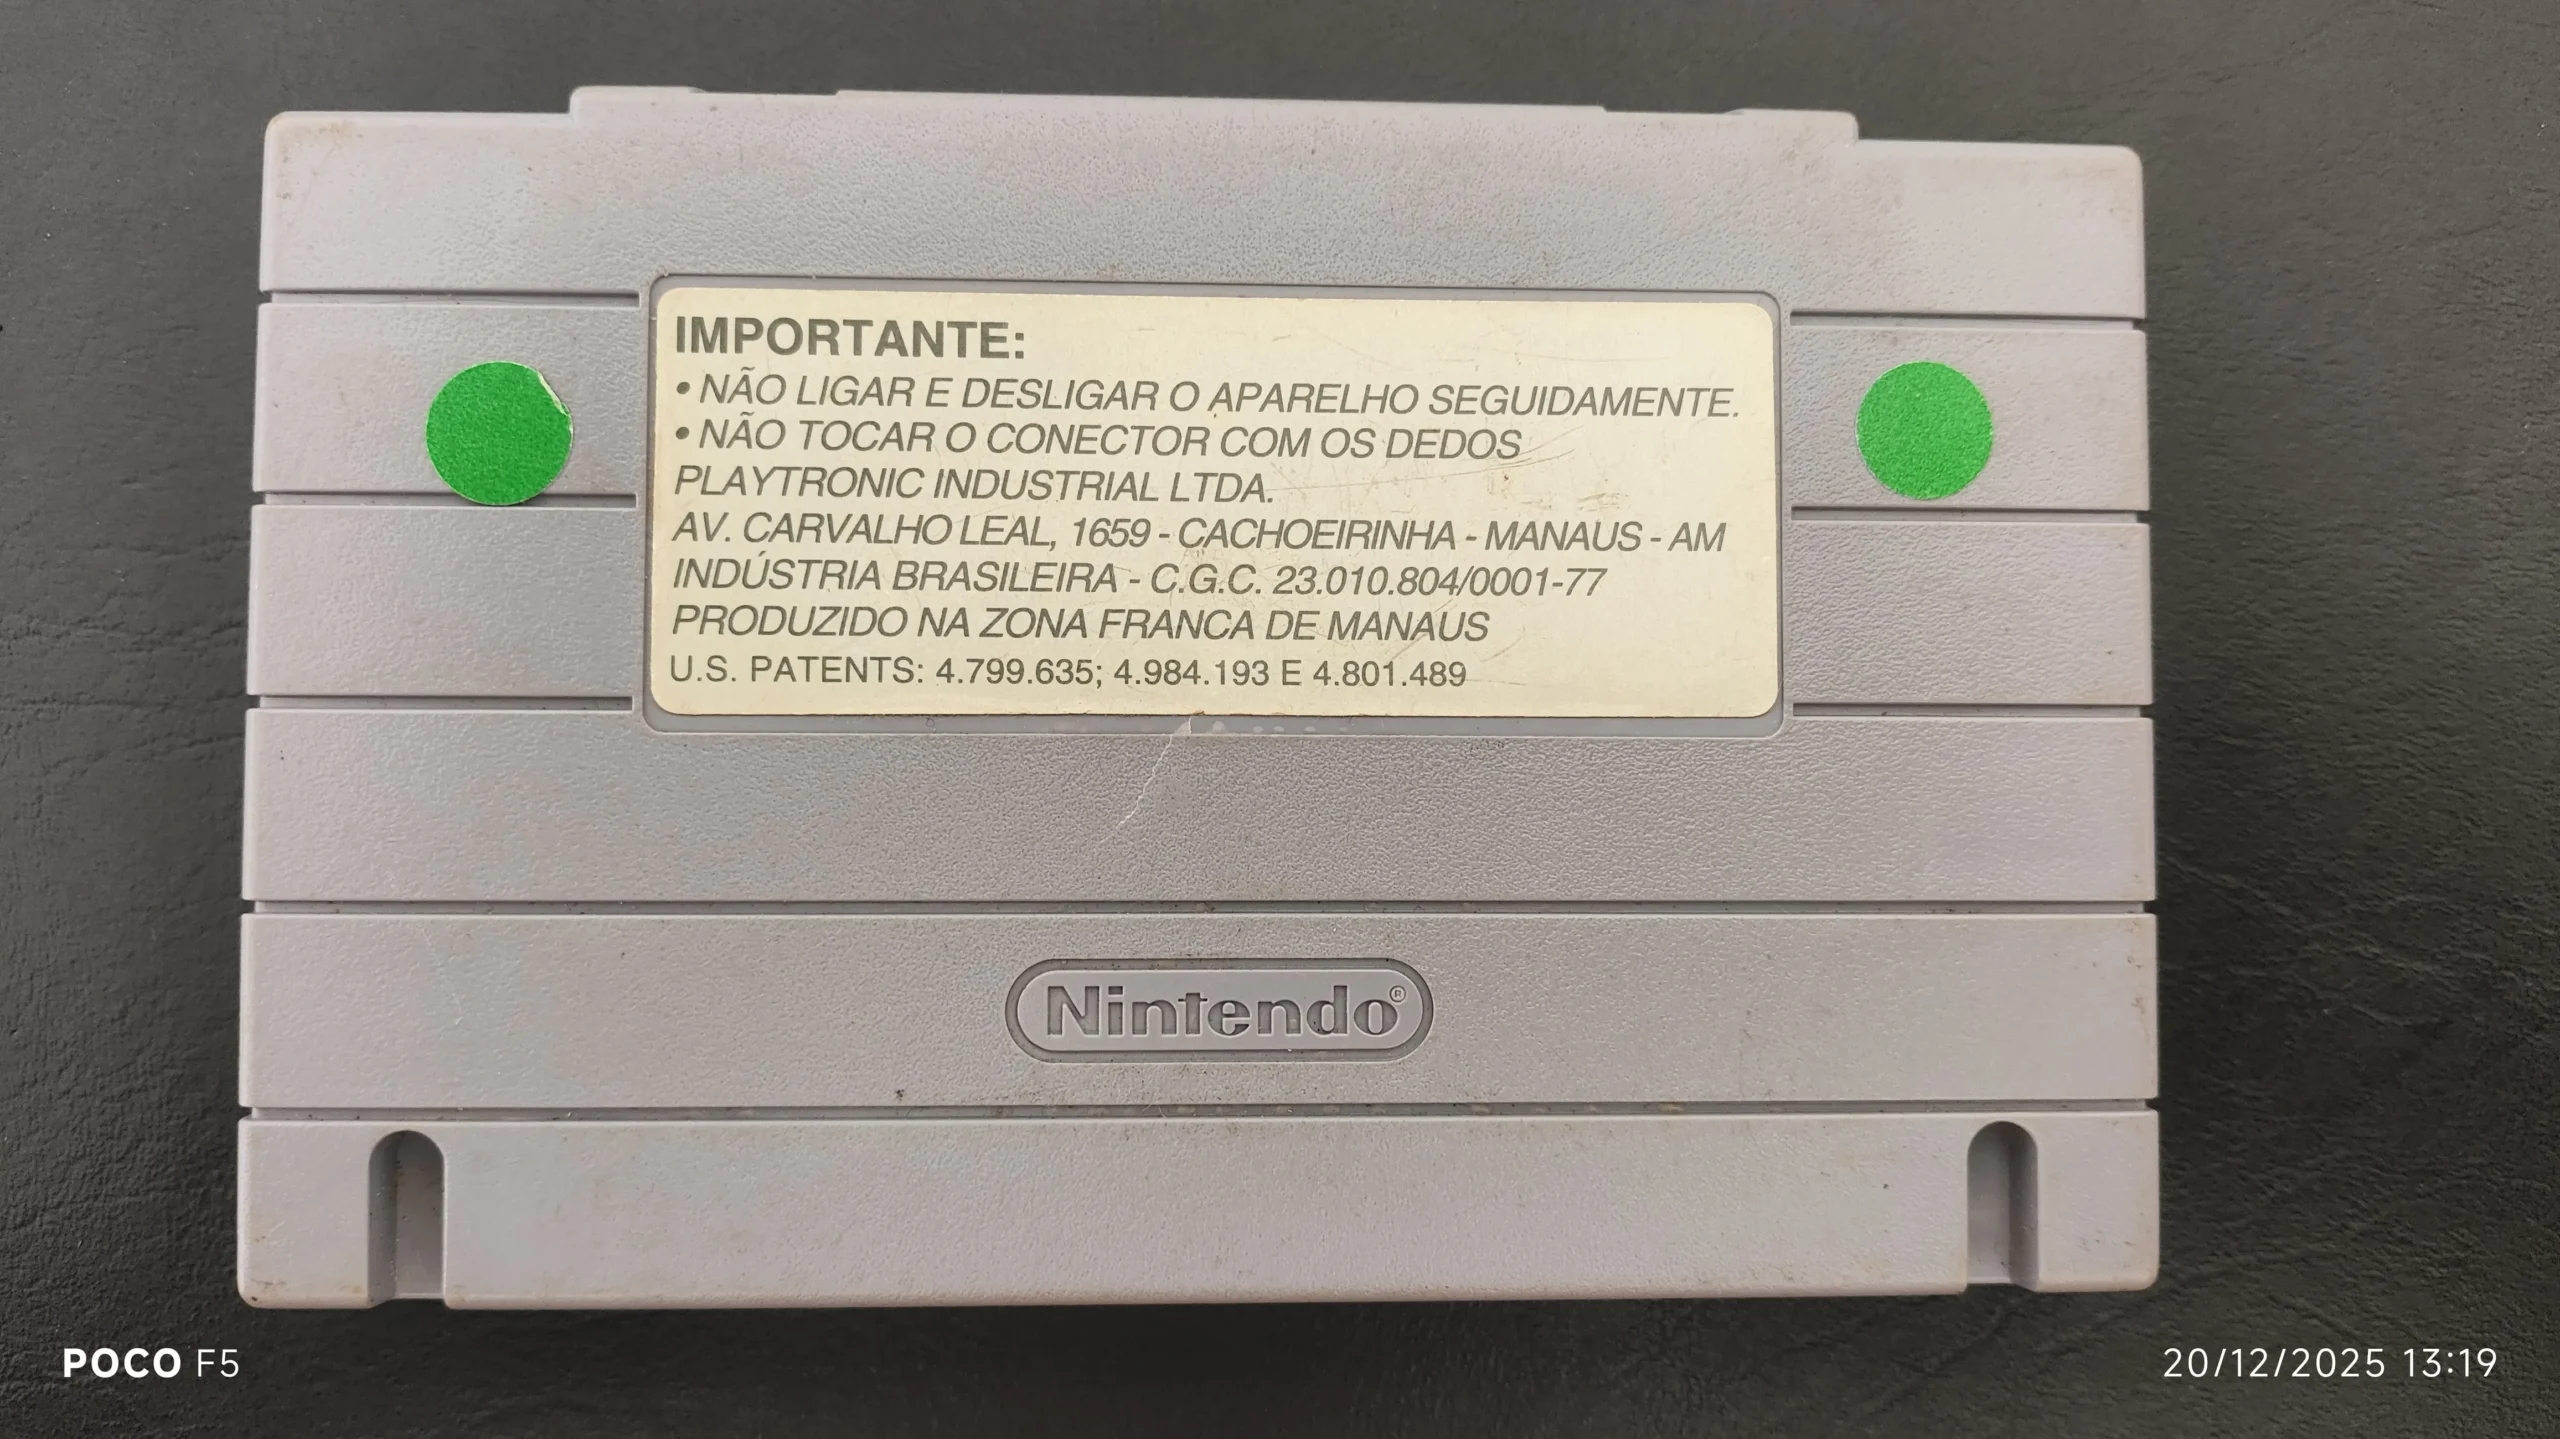 IMPORTANTE:
• NÃO LIGAR E DESLIGAR O APARELHO SEGUIDAMENTE.
• NÃO TOCAR O CONECTOR COM OS DEDOS
PLAYTRONIC INDUSTRIAL LTDA.
AV. CARVALHO LEAL, 1659 - CACHOEIRINHA - MANAUS - AM
INDÚSTRIA BRASILEIRA - C.G.C. 23.010.804/0001-77
PRODUZIDO NA ZONA FRANCA DE MANAUS
U.S. PATENTS: 4.799.635; 4.984.193 E 4.801.489
Nintendo®
POCO F5
20/12/2025 13:19